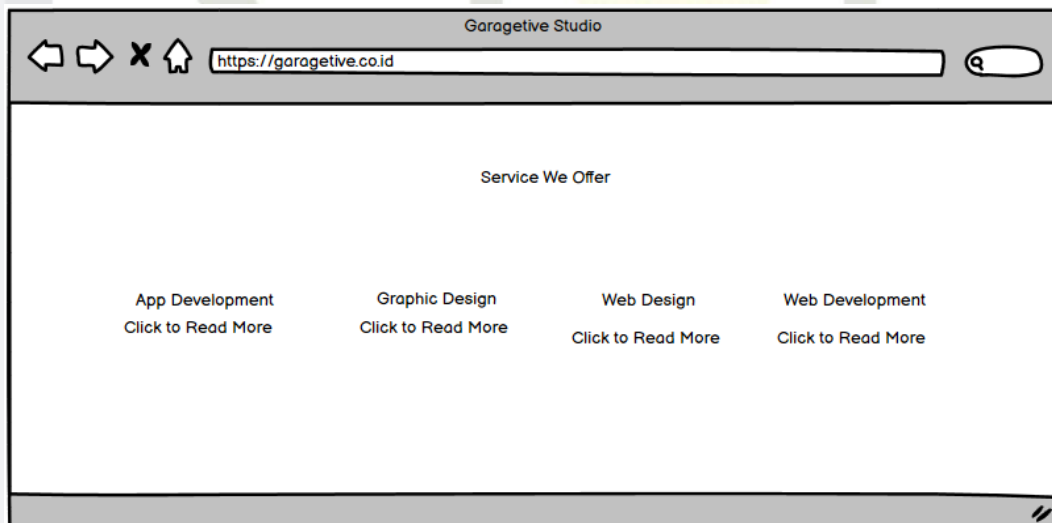 Garagetive Studio
https://garagetive.co.id
Service We Offer
App Development
Click to Read More
Graphic Design
Click to Read More
Web Design
Click to Read More
Web Development
Click to Read More